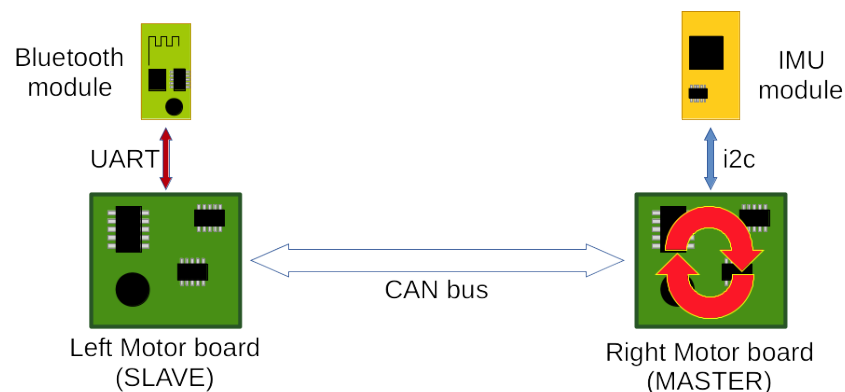 Bluetooth
module
IMU
module
UART
i2c
CAN bus
Left Motor board
(SLAVE)
Right Motor board
(MASTER)